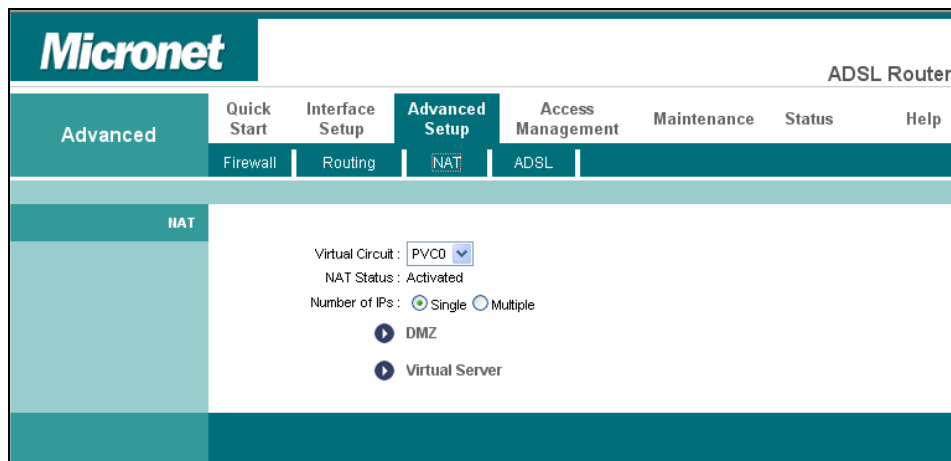 Micronet
ADSL Router
Advanced
Quick Start
Interface Setup
Advanced Setup
Access Management
Maintenance
Status
Help
Firewall
Routing
NAT
ADSL
NAT
Virtual Circuit : PVC0
NAT Status : Activated
Number of IPs : Single Multiple
DMZ
Virtual Server